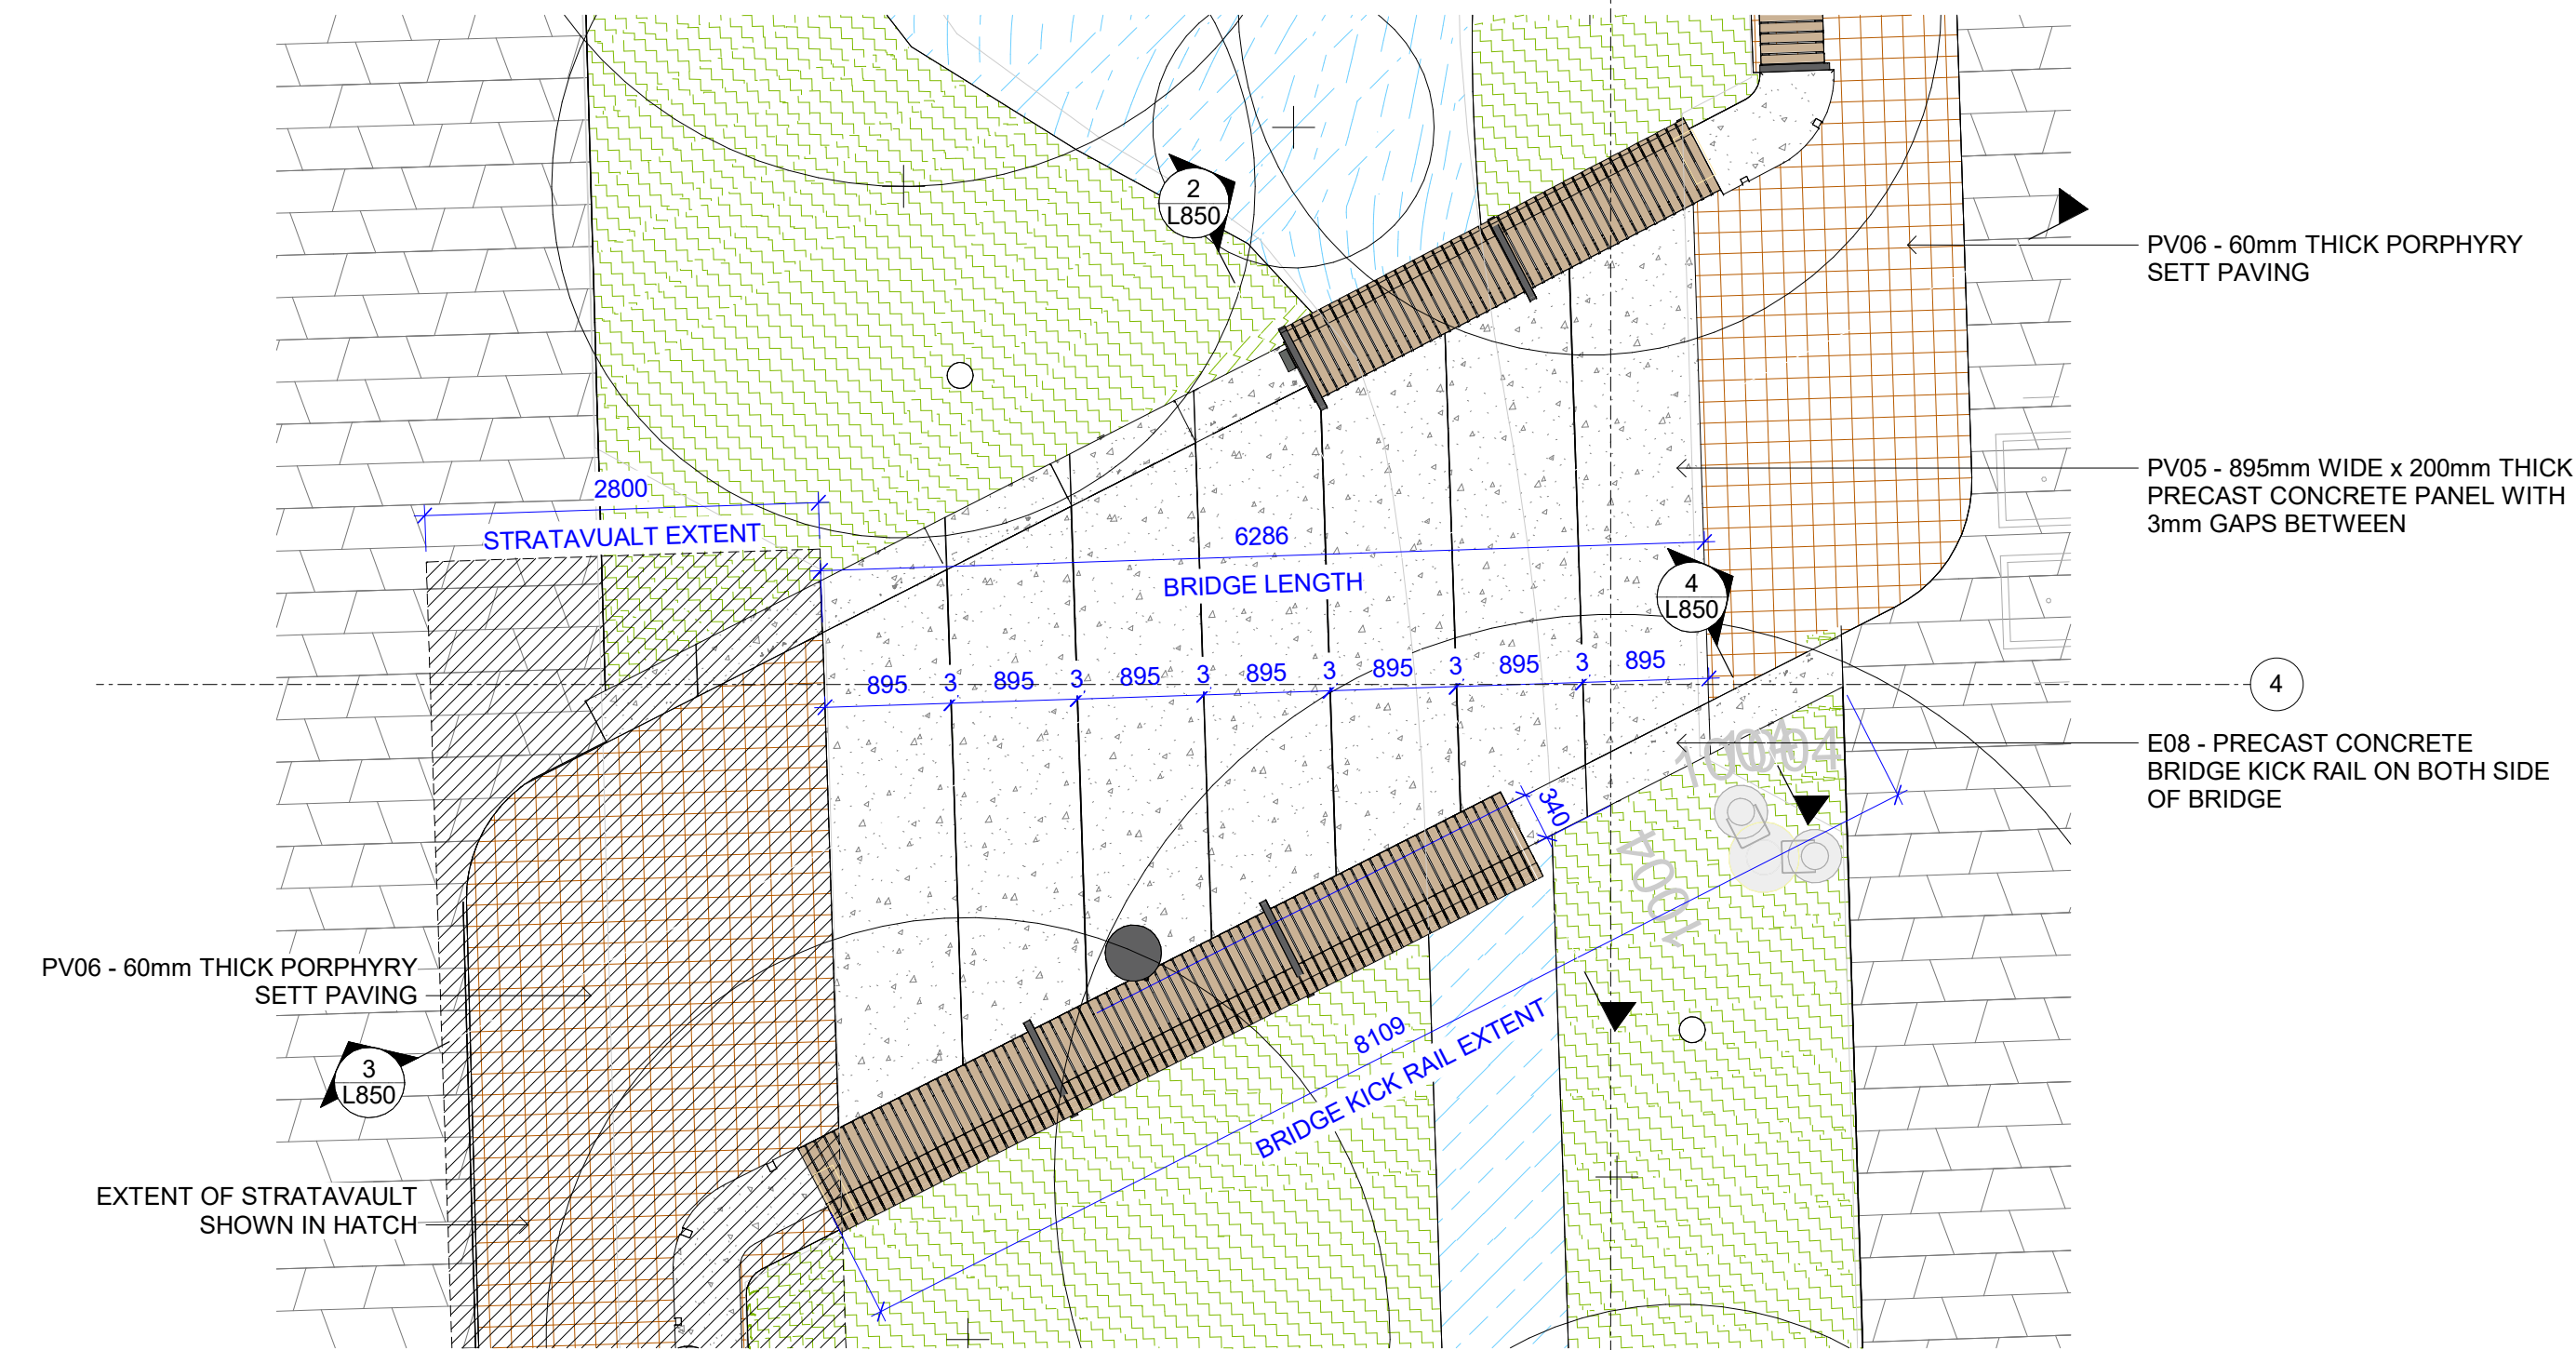 2
L850
PV06 - 60mm THICK PORPHYRY
SETT PAVING
PV05 - 895mm WIDE x 200mm THICK
PRECAST CONCRETE PANEL WITH
3mm GAPS BETWEEN
2800
STRATAVUALT EXTENT
6286
BRIDGE LENGTH
4
L850
895 3 895 3 895 3 895 3 895 3 895 3 895
4
E08 - PRECAST CONCRETE
BRIDGE KICK RAIL ON BOTH SIDE
OF BRIDGE
340
1004
PV06 - 60mm THICK PORPHYRY
SETT PAVING
3
L850
8109
BRIDGE KICK RAIL EXTENT
EXTENT OF STRATAVAULT
SHOWN IN HATCH